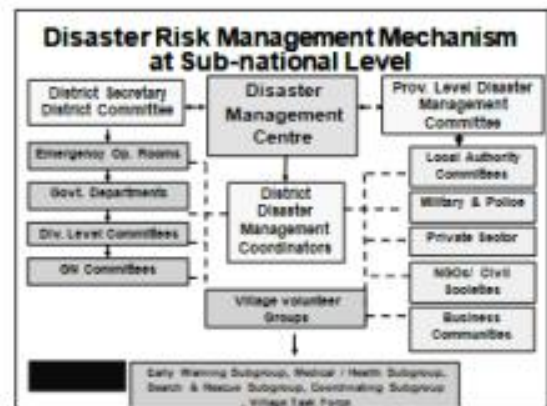 Disaster Risk Management Mechanism
at Sub-national Level
District Secretary
District Committee
Disaster
Management
Centre
Prov. Level Disaster
Management
Committee
Emergency Op. Rooms
Govt. Departments
Div. Level Committees
GN Committees
District
Disaster
Management
Coordinators
Local Authority
Committees
Military & Police
Private Sector
NGOs/ Civil
Societies
Business
Communities
Village volunteer
Groups
Early Warning Subgroup, Medical / Health Subgroup,
Search & Rescue Subgroup, Coordinating Subgroup
, Village Task Force